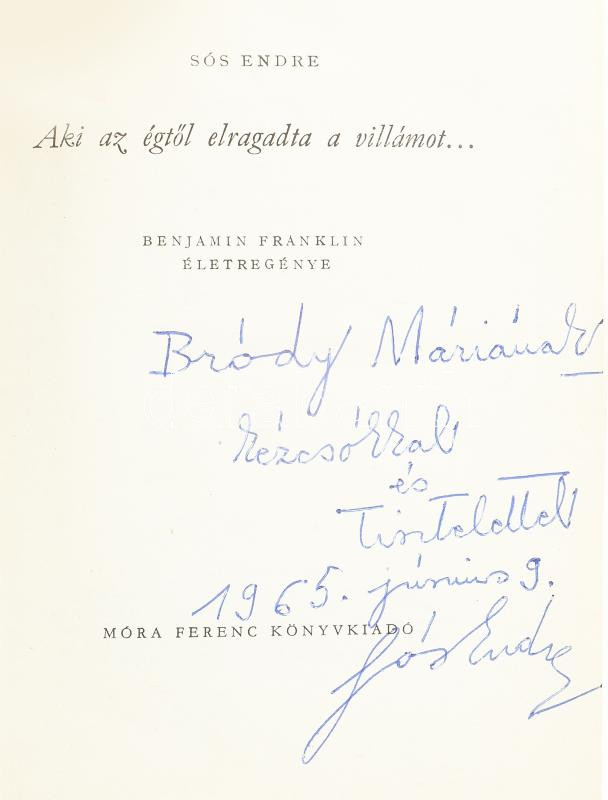 SÓS ENDRE
Aki az égtől elragadta a villámot...
BENJAMIN FRANKLIN
ÉLETREGÉNYE
Bródy Máriának
kézcsókkal
és
tisztelettel
1965. június 9.
MÓRA FERENC KÖNYVKIADÓ
Sós Endre